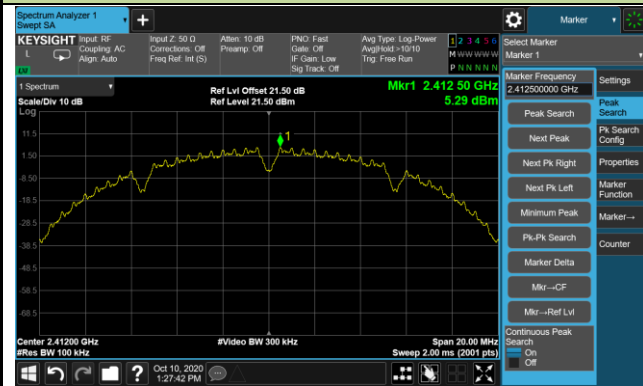 Spectrum Analyzer 1
Swept SA
Marker
KEYSIGHT
L
LXI
Input: RF
Coupling: AC
Align: Auto
Input Z: 50 Ω
Corrections: Off
Freq Ref: Int (S)
Atten: 10 dB
Preamp: Off
PNO: Fast
Gate: Off
IF Gain: Low
Sig Track: Off
Avg Type: Log-Power
Avg|Hold:>10/10
Trig: Free Run
1 2 3 4 5 6
M W W W W W
P N N N N N
Select Marker
Marker 1
1 Spectrum
Scale/Div 10 dB
Log
Ref Lvl Offset 21.50 dB
Ref Level 21.50 dBm
Mkr1 2.412 50 GHz
5.29 dBm
1
11.5
1.50
-8.50
-18.5
-28.5
-38.5
-48.5
-58.5
-68.5
Center 2.41200 GHz
#Res BW 100 kHz
#Video BW 300 kHz
Span 20.00 MHz
Sweep 2.00 ms (2001 pts)
Marker Frequency
2.412500000 GHz
Peak Search
Next Peak
Next Pk Right
Next Pk Left
Minimum Peak
Pk-Pk Search
Marker Delta
Mkr→CF
Mkr→Ref Lvl
Continuous Peak
Search
On
Off
Settings
Peak
Search
Pk Search
Config
Properties
Marker
Function
Marker→
Counter
Oct 10, 2020
1:27:42 PM